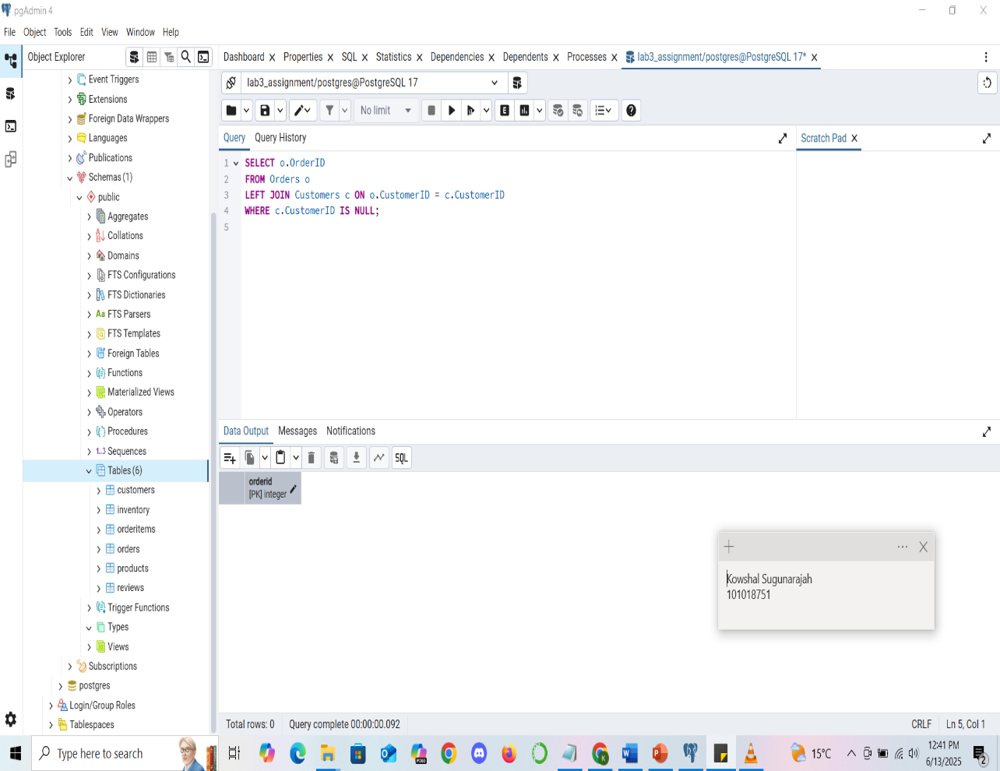 pgAdmin 4
File Object Tools Edit View Window Help
Object Explorer
Dashboard X Properties X SQL X Statistics X Dependencies X Dependents X Processes X lab3_assignment/postgres@PostgreSQL 17* X
Event Triggers
Extensions
Foreign Data Wrappers
Languages
Publications
Schemas (1)
public
Aggregates
Collations
Domains
FTS Configurations
FTS Dictionaries
Aa FTS Parsers
FTS Templates
Foreign Tables
Functions
Materialized Views
Operators
Procedures
1..3 Sequences
Tables (6)
customers
inventory
orderitems
orders
products
reviews
Trigger Functions
Types
Views
Subscriptions
postgres
Login/Group Roles
Tablespaces
lab3_assignment/postgres@PostgreSQL 17
No limit
E
Query Query History
Scratch Pad X
1 SELECT o.OrderID
2 FROM Orders o
3 LEFT JOIN Customers c ON o.CustomerID = c.CustomerID
4 WHERE c.CustomerID IS NULL;
5
Data Output Messages Notifications
SQL
orderid
[PK] integer
Kowshal Sugunarajah
101018751
Total rows: 0 Query complete 00:00:00.092 CRLF Ln 5, Col 1
Type here to search
15°C
12:41 PM
6/13/2025
2